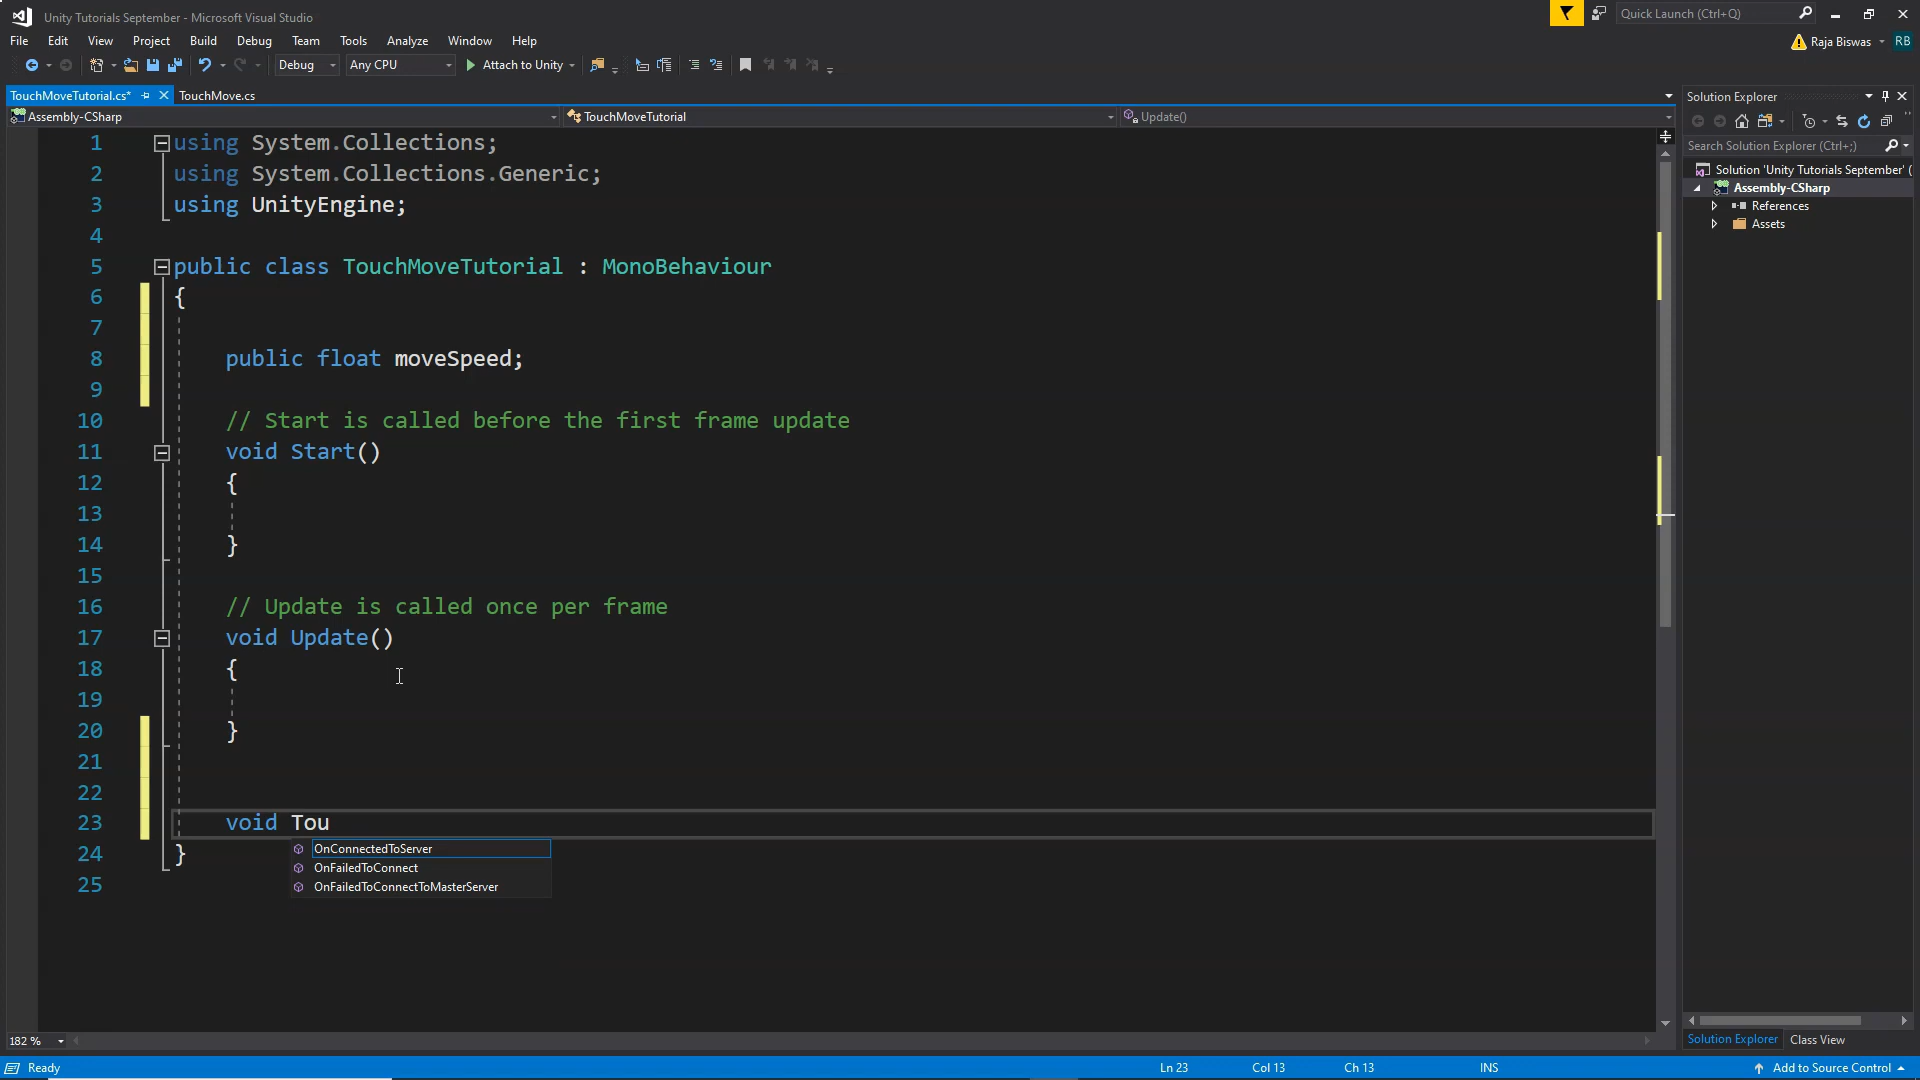 Unity Tutorials September - Microsoft Visual Studio
Quick Launch (Ctrl+Q)
File Edit View Project Build Debug Team Tools Analyze Window Help
Raja Biswas RB
Debug Any CPU Attach to Unity
TouchMoveTutorial.cs* TouchMove.cs
Assembly-CSharp TouchMoveTutorial Update()
1 using System.Collections;
2 using System.Collections.Generic;
3 using UnityEngine;
4
5 public class TouchMoveTutorial : MonoBehaviour
6 {
7
8 public float moveSpeed;
9
10 // Start is called before the first frame update
11 void Start()
12 {
13
14 }
15
16 // Update is called once per frame
17 void Update()
18 {
19
20 }
21
22
23 void Tou
OnConnectedToServer
OnFailedToConnect
OnFailedToConnectToMasterServer
24 }
25
Solution Explorer
Search Solution Explorer (Ctrl+;)
Solution 'Unity Tutorials September' (
Assembly-CSharp
References
Assets
Solution Explorer Class View
182 %
Ready Ln 23 Col 13 Ch 13 INS Add to Source Control